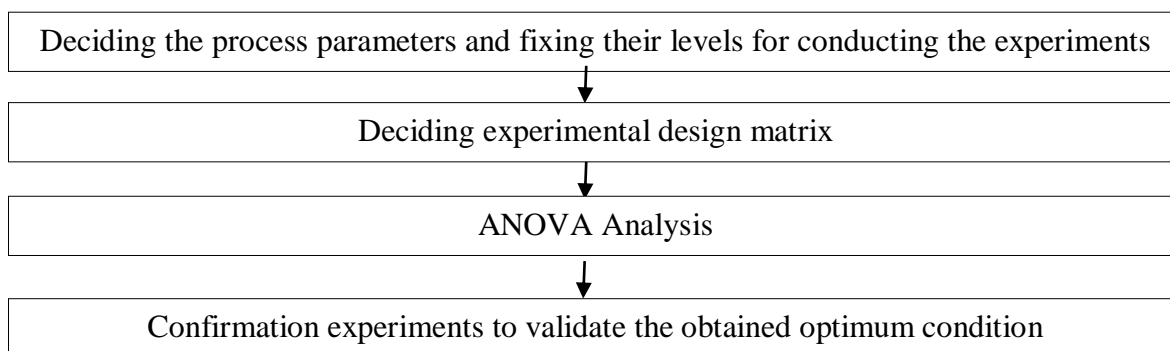 Deciding the process parameters and fixing their levels for conducting the experiments
Deciding experimental design matrix
ANOVA Analysis
Confirmation experiments to validate the obtained optimum condition